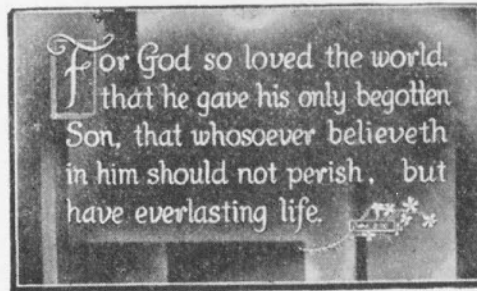 For God so loved the world,
that he gave his only begotten
Son, that whosoever believeth
in him should not perish, but
have everlasting life.